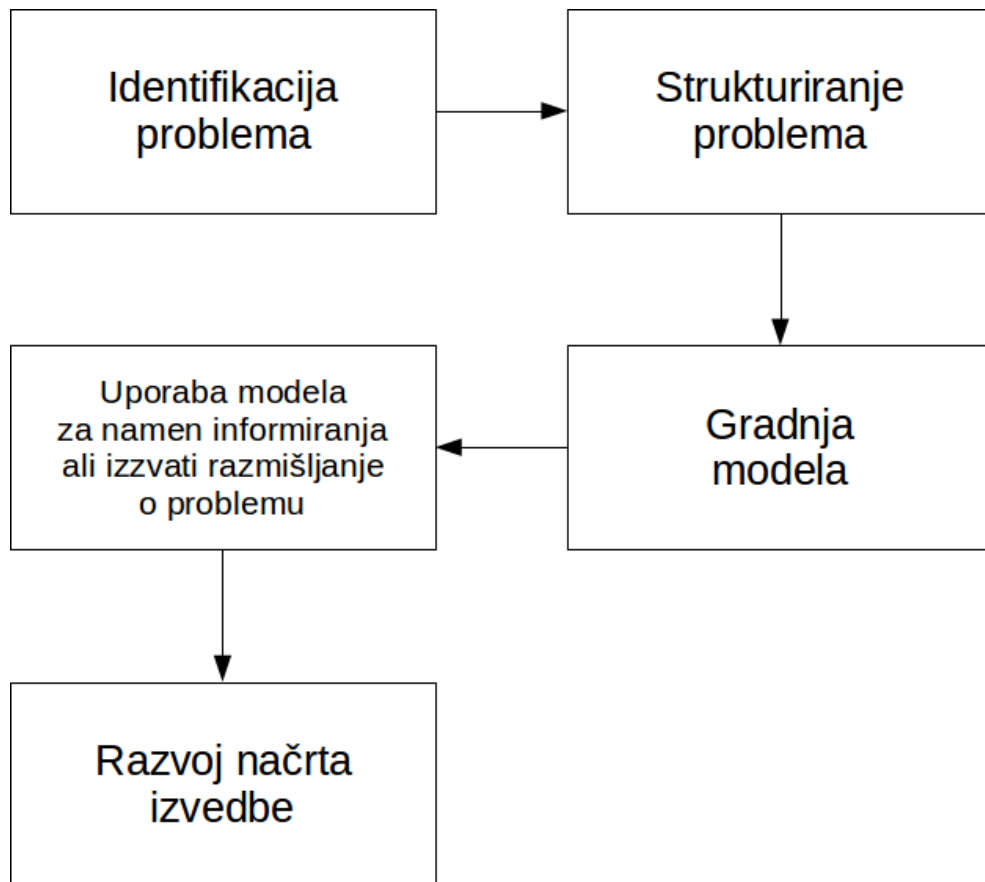 Identifikacija
problema
Strukturiranje
problema
Gradnja
modela
Uporaba modela
za namen informiranja
ali izzvati razmišljanje
o problemu
Razvoj načrta
izvedbe